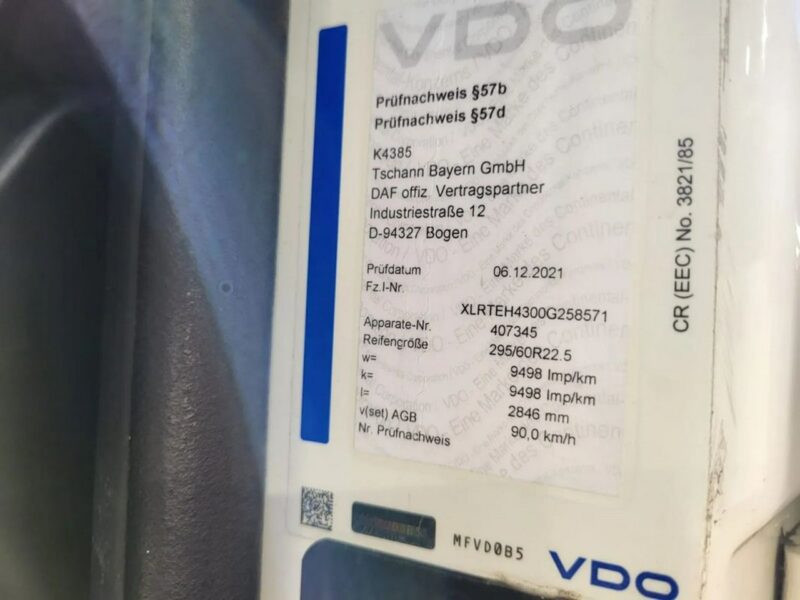 VDO
Prüfnachweis §57b
Prüfnachweis §57d
K4385
Tschann Bayern GmbH
DAF offiz. Vertragspartner
Industriestraße 12
D-94327 Bogen
Prüfdatum 06.12.2021
Fz.I-Nr.
XLRTEH4300G258571
Apparate-Nr. 407345
Reifengröße 295/60R22.5
w= 9498 Imp/km
k= 9498 Imp/km
l= 2846 mm
v(set) AGB 90,0 km/h
Nr. Prüfnachweis
CR (EEC) No. 3821/85
MFVD0B5
VDO